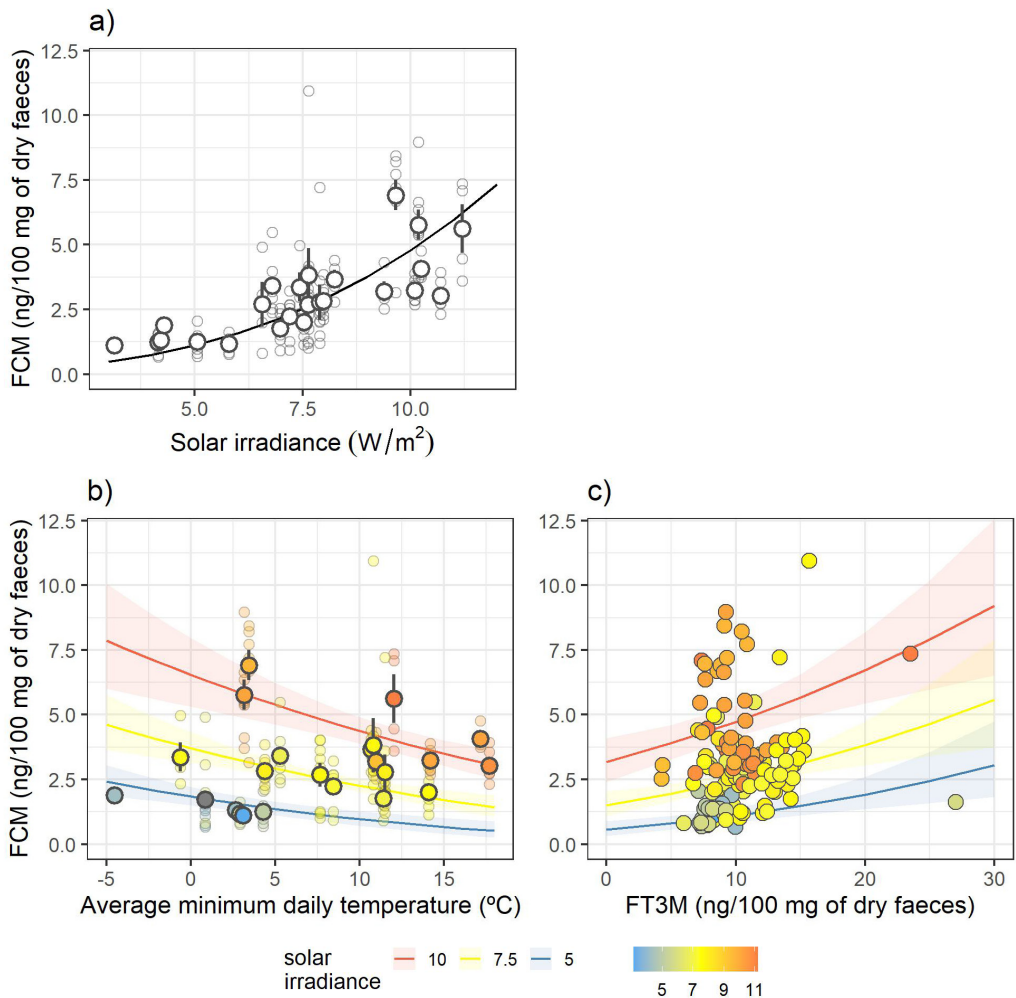 a)
FCM (ng/100 mg of dry faeces)
12.5
10.0
7.5
5.0
2.5
0.0
5.0 7.5 10.0
Solar irradiance (W/m²)
b)
FCM (ng/100 mg of dry faeces)
12.5
10.0
7.5
5.0
2.5
0.0
-5 0 5 10 15
Average minimum daily temperature (ºC)
c)
12.5
10.0
7.5
5.0
2.5
0.0
0 10 20 30
FT3M (ng/100 mg of dry faeces)
solar
irradiance
10 7.5 5
5 7 9 11